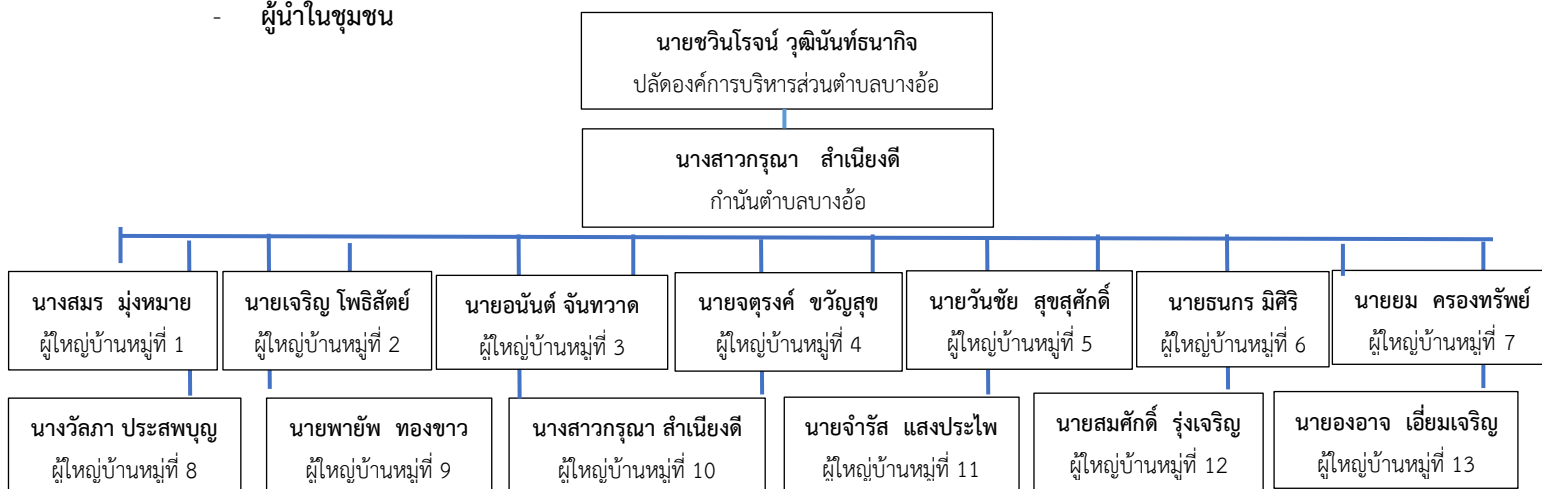 - ผู้นำในชุมชน
นายชวินโรจน์ วุฒินันท์ธนากิจ
ปลัดองค์การบริหารส่วนตำบลบางอ้อ
นางสาวกรุณา สำเนียงดี
กำนันตำบลบางอ้อ
นางสมร มุ่งหมาย
ผู้ใหญ่บ้านหมู่ที่ 1
นายเจริญ โพธิสัตย์
ผู้ใหญ่บ้านหมู่ที่ 2
นายอนันต์ จันทวาด
ผู้ใหญ่บ้านหมู่ที่ 3
นายจตุรงค์ ขวัญสุข
ผู้ใหญ่บ้านหมู่ที่ 4
นายวันชัย สุขสุศักดิ์
ผู้ใหญ่บ้านหมู่ที่ 5
นายธนกร มิศิริ
ผู้ใหญ่บ้านหมู่ที่ 6
นายยม ครองทรัพย์
ผู้ใหญ่บ้านหมู่ที่ 7
นางวัลภา ประสพบุญ
ผู้ใหญ่บ้านหมู่ที่ 8
นายพายัพ ทองขาว
ผู้ใหญ่บ้านหมู่ที่ 9
นางสาวกรุณา สำเนียงดี
ผู้ใหญ่บ้านหมู่ที่ 10
นายจำรัส แสงประไพ
ผู้ใหญ่บ้านหมู่ที่ 11
นายสมศักดิ์ รุ่งเจริญ
ผู้ใหญ่บ้านหมู่ที่ 12
นายองอาจ เอี่ยมเจริญ
ผู้ใหญ่บ้านหมู่ที่ 13